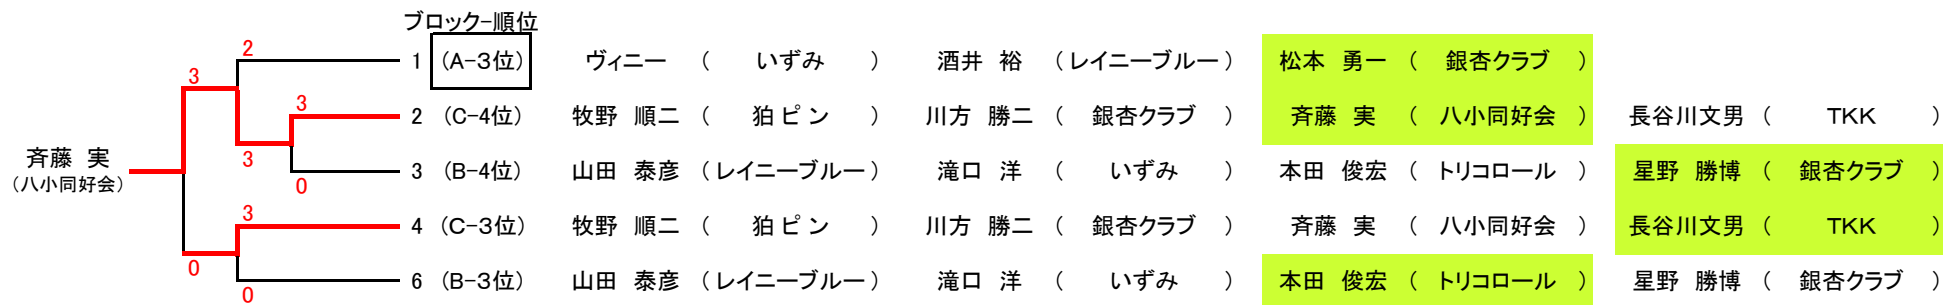 ブロック-順位
2
1 (A-3位) ヴィニー ( いずみ ) 酒井 裕 (レイニーブルー) 松本 勇一 ( 銀杏クラブ )
3
3
2 (C-4位) 牧野 順二 ( 狛ピン ) 川方 勝二 ( 銀杏クラブ ) 斉藤 実 ( 八小同好会 ) 長谷川文男 ( TKK )
斉藤 実
(八小同好会)
3
3 (B-4位) 山田 泰彦 (レイニーブルー) 滝口 洋 ( いずみ ) 本田 俊宏 ( トリコロール ) 星野 勝博 ( 銀杏クラブ )
0
3
4 (C-3位) 牧野 順二 ( 狛ピン ) 川方 勝二 ( 銀杏クラブ ) 斉藤 実 ( 八小同好会 ) 長谷川文男 ( TKK )
0
6 (B-3位) 山田 泰彦 (レイニーブルー) 滝口 洋 ( いずみ ) 本田 俊宏 ( トリコロール ) 星野 勝博 ( 銀杏クラブ )
0